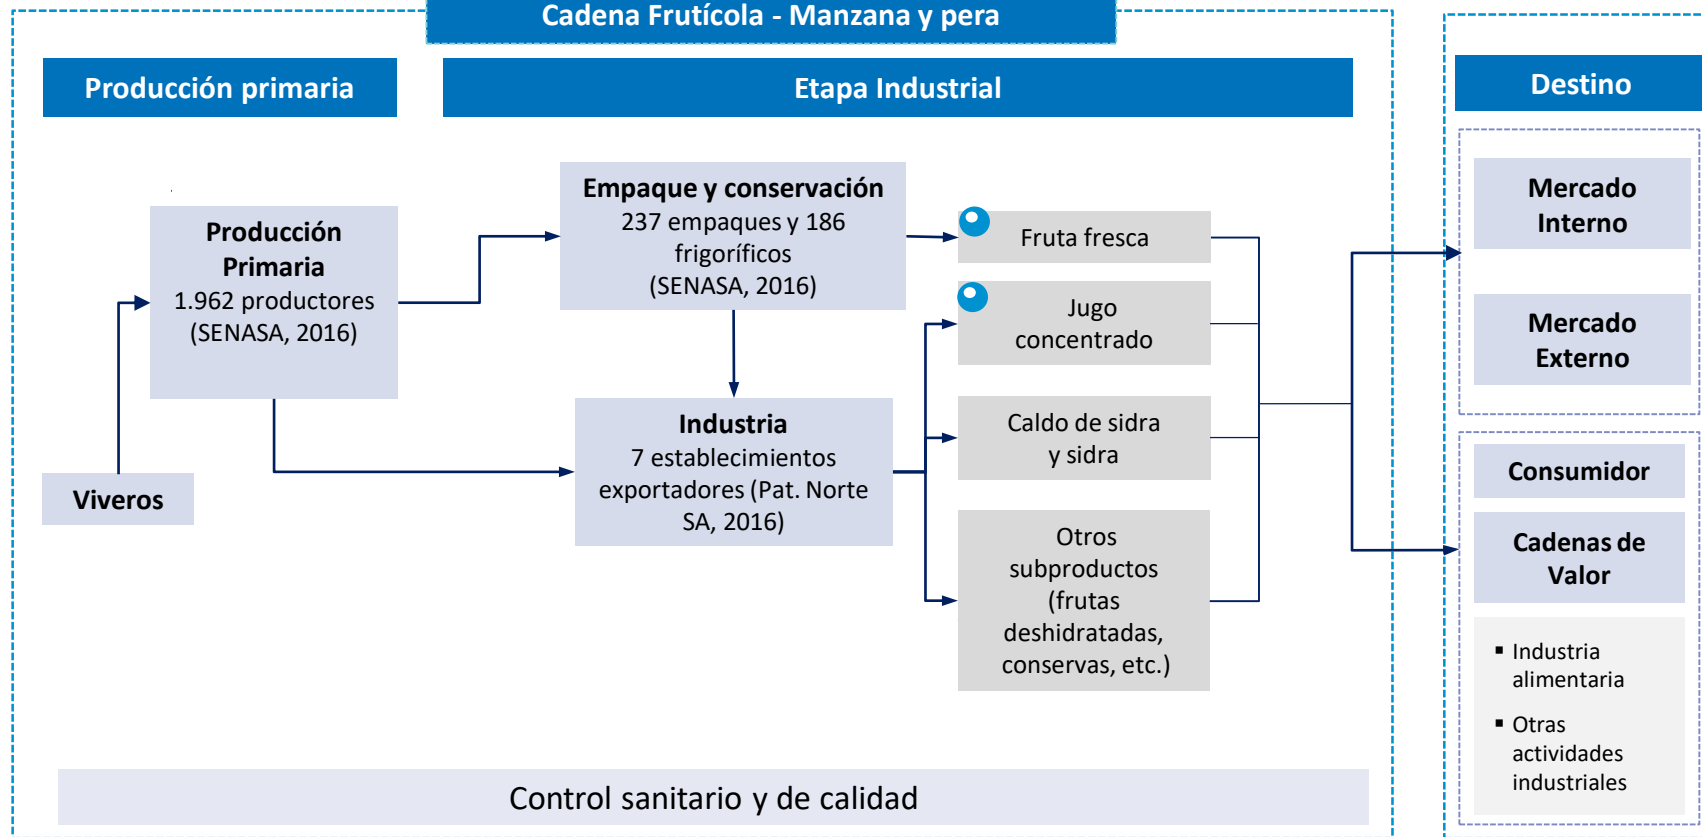 Cadena Frutícola - Manzana y pera
Producción primaria
Etapa Industrial
Destino
Viveros
Producción
Primaria
1.962 productores
(SENASA, 2016)
Empaque y conservación
237 empaques y 186
frigoríficos
(SENASA, 2016)
Industria
7 establecimientos
exportadores (Pat. Norte
SA, 2016)
Fruta fresca
Jugo
concentrado
Caldo de sidra
y sidra
Otros
subproductos
(frutas
deshidratadas,
conservas, etc.)
Mercado
Interno
Mercado
Externo
Consumidor
Cadenas de
Valor
▪ Industria
alimentaria
▪ Otras
actividades
industriales
Control sanitario y de calidad